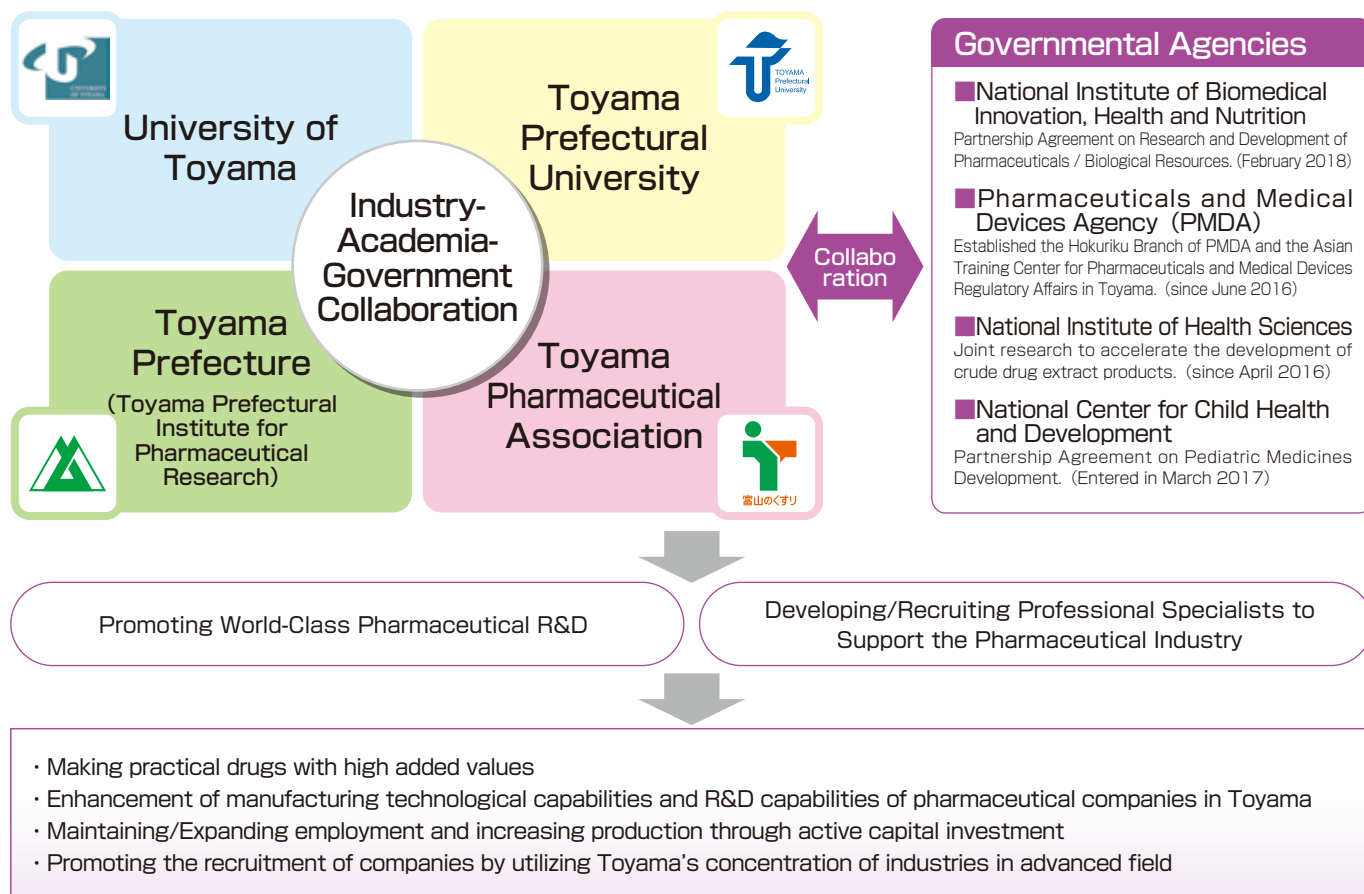 University of
Toyama
UNIVERSITY
OF TOYAMA
Toyama
Prefectural
University
TOYAMA
Prefectural
University
Industry-
Academia-
Government
Collaboration
Toyama
Prefecture
(Toyama Prefectural
Institute for
Pharmaceutical
Research)
Toyama
Pharmaceutical
Association
富山のくすり
Collabo
ration
Governmental Agencies
■National Institute of Biomedical
Innovation, Health and Nutrition
Partnership Agreement on Research and Development of
Pharmaceuticals / Biological Resources. (February 2018)
■Pharmaceuticals and Medical
Devices Agency (PMDA)
Established the Hokuriku Branch of PMDA and the Asian
Training Center for Pharmaceuticals and Medical Devices
Regulatory Affairs in Toyama. (since June 2016)
■National Institute of Health Sciences
Joint research to accelerate the development of
crude drug extract products. (since April 2016)
■National Center for Child Health
and Development
Partnership Agreement on Pediatric Medicines
Development. (Entered in March 2017)
Promoting World-Class Pharmaceutical R&D
Developing/Recruiting Professional Specialists to
Support the Pharmaceutical Industry
・Making practical drugs with high added values
・Enhancement of manufacturing technological capabilities and R&D capabilities of pharmaceutical companies in Toyama
・Maintaining/Expanding employment and increasing production through active capital investment
・Promoting the recruitment of companies by utilizing Toyama's concentration of industries in advanced field